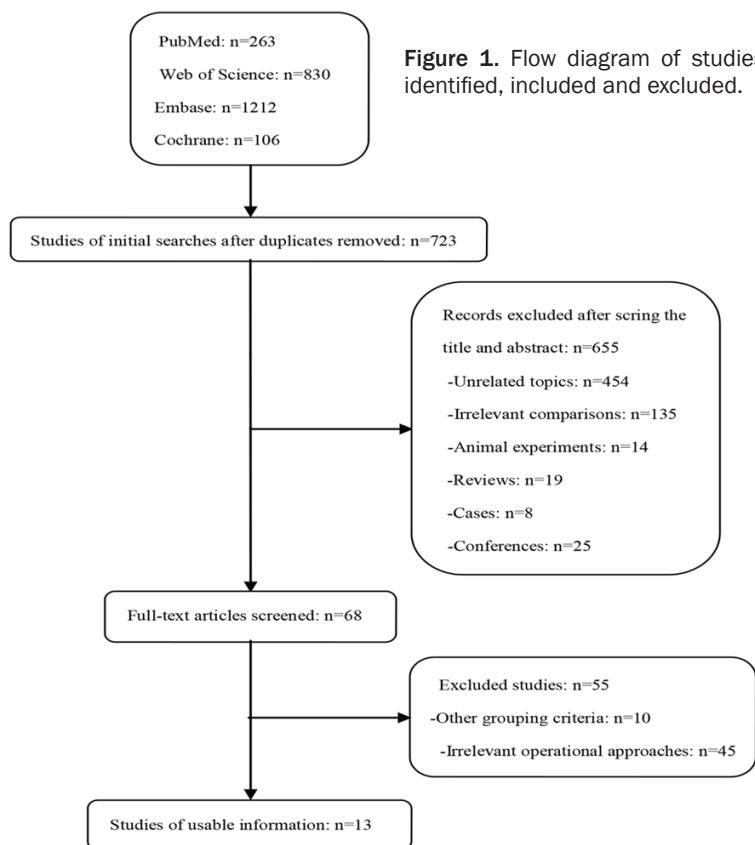 PubMed: n=263
Web of Science: n=830
Embase: n=1212
Cochrane: n=106
Figure 1. Flow diagram of studies
identified, included and excluded.
Studies of initial searches after duplicates removed: n=723
Records excluded after scring the
title and abstract: n=655
-Unrelated topics: n=454
-Irrelevant comparisons: n=135
-Animal experiments: n=14
-Reviews: n=19
-Cases: n=8
-Conferences: n=25
Full-text articles screened: n=68
Excluded studies: n=55
-Other grouping criteria: n=10
-Irrelevant operational approaches: n=45
Studies of usable information: n=13